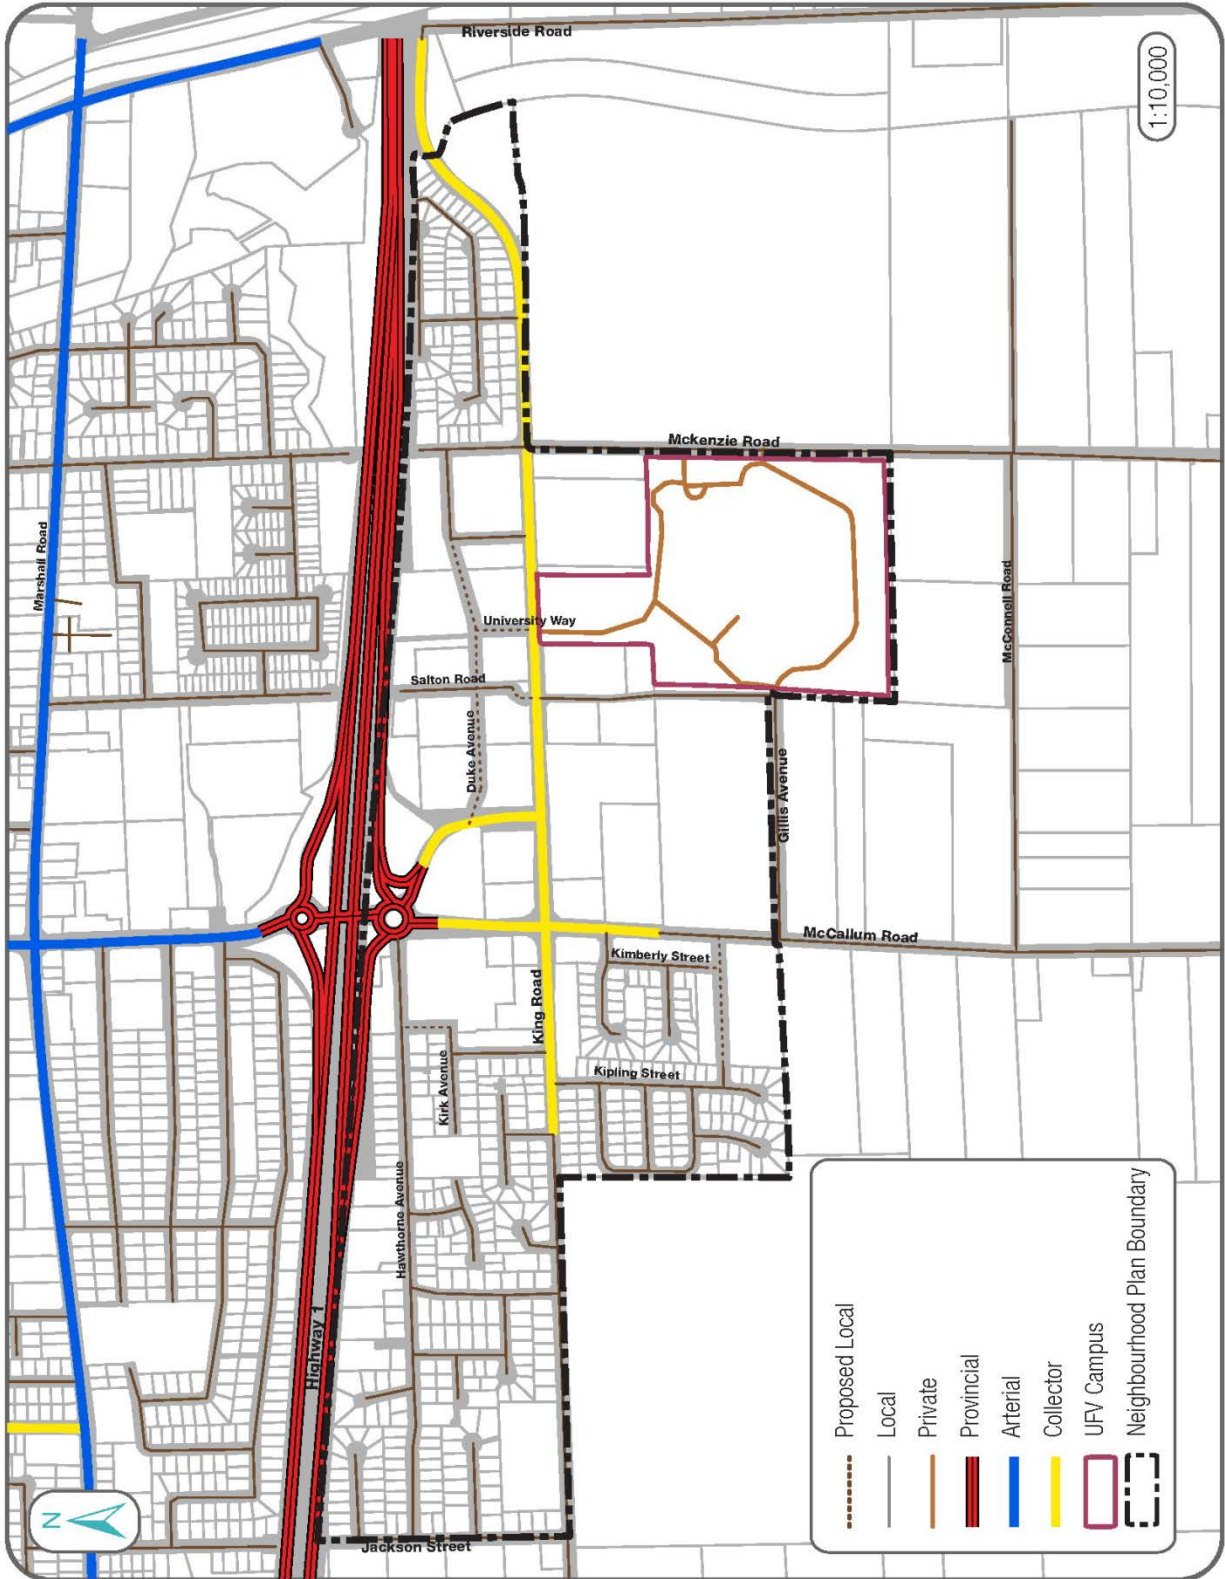 Riverside Road
1:10,000
Mckenzie Road
Marshall Road
University Way
Salton Road
Duke Avenue
McConnell Road
Gillis Avenue
McCallum Road
Kimberly Street
King Road
Kipling Street
Kirk Avenue
Hawthorne Avenue
Highway 1
Jackson Street
N
Proposed Local
Local
Private
Provincial
Arterial
Collector
UFV Campus
Neighbourhood Plan Boundary